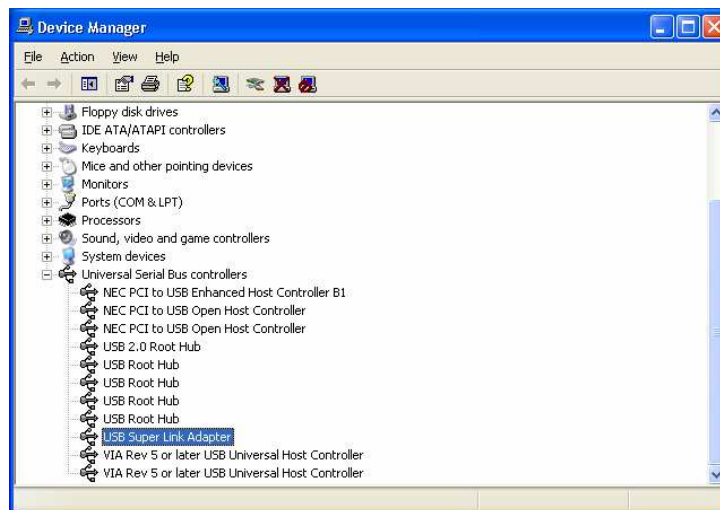 Device Manager
File Action View Help
Floppy disk drives
IDE ATA/ATAPI controllers
Keyboards
Mice and other pointing devices
Monitors
Ports (COM & LPT)
Processors
Sound, video and game controllers
System devices
Universal Serial Bus controllers
NEC PCI to USB Enhanced Host Controller B1
NEC PCI to USB Open Host Controller
NEC PCI to USB Open Host Controller
USB 2.0 Root Hub
USB Root Hub
USB Root Hub
USB Root Hub
USB Root Hub
USB Super Link Adapter
VIA Rev 5 or later USB Universal Host Controller
VIA Rev 5 or later USB Universal Host Controller